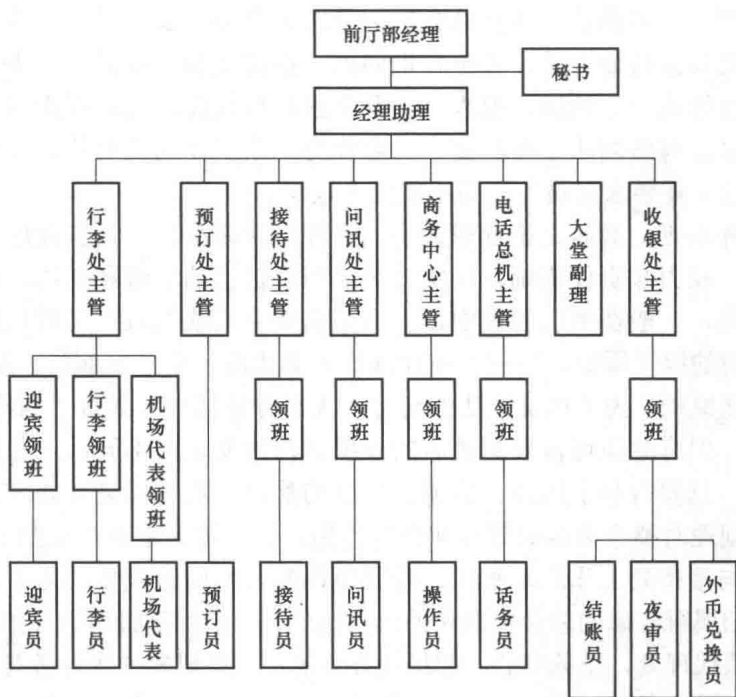 前厅部经理
秘书
经理助理
行李处主管
预订处主管
接待处主管
问讯处主管
商务中心主管
电话总机主管
大堂副理
收银处主管
迎宾领班
行李领班
机场代表领班
领班
领班
领班
领班
领班
迎宾员
行李员
机场代表
预订员
接待员
问讯员
操作员
话务员
结账员
夜审员
外币兑换员